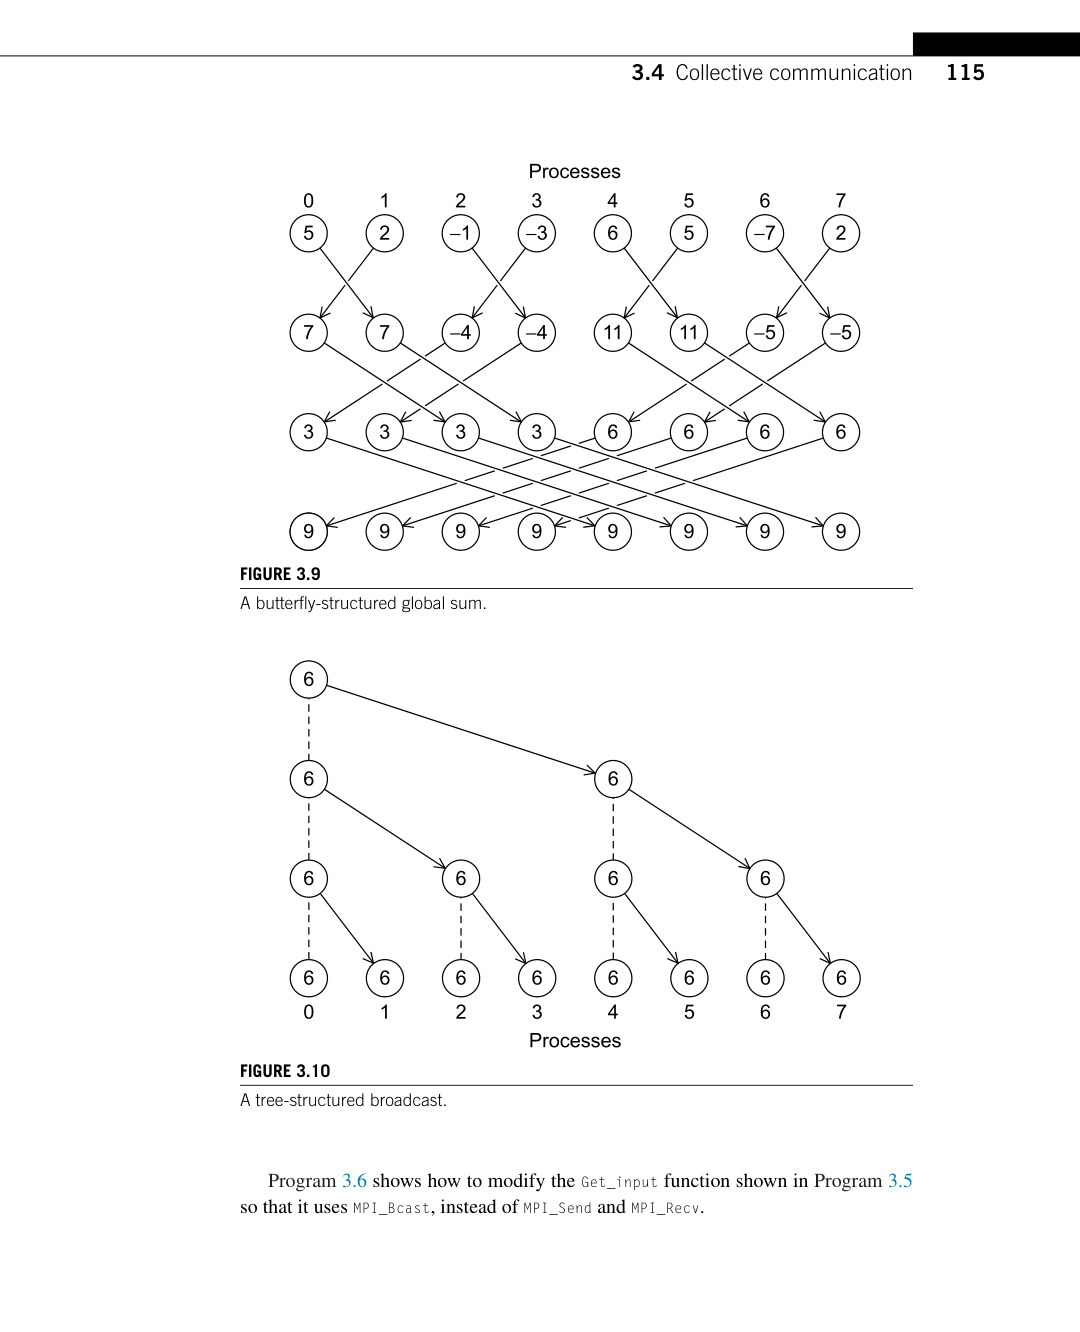 3.4 Collective communication 115
Processes
0 1 2 3 4 5 6 7
5 2 –1 –3 6 5 –7 2
7 7 –4 –4 11 11 –5 –5
3 3 3 3 6 6 6 6
9 9 9 9 9 9 9 9
FIGURE 3.9
A butterfly-structured global sum.
6
6 6
6 6 6 6
6 6 6 6 6 6 6 6
0 1 2 3 4 5 6 7
Processes
FIGURE 3.10
A tree-structured broadcast.
Program 3.6 shows how to modify the Get_input function shown in Program 3.5
so that it uses MPI_Bcast, instead of MPI_Send and MPI_Recv.